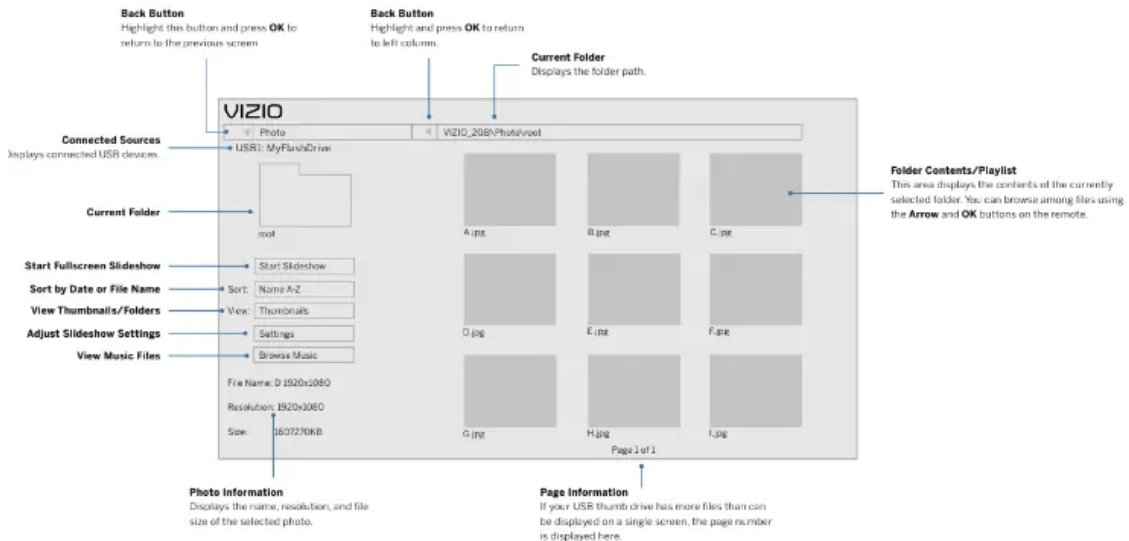 Back Button
Highlight this button and press OK to
return to the previous screen
Back Button
Highlight and press OK to return
to left column.
Current Folder
Displays the folder path.
VIZIO
Photo
VIZIO_2GB\Photo\root
Connected Sources
Displays connected USB devices.
USB1: MyFlashDrive
Folder Contents/Playlist
This area displays the contents of the currently
selected folder. You can browse among files using
the Arrow and OK buttons on the remote.
Current Folder
root
A.jpg
B.jpg
C.jpg
Start Fullscreen Slideshow
Start Slideshow
Sort by Date or File Name
Sort: Name A-Z
View Thumbnails/Folders
View: Thumbnails
Adjust Slideshow Settings
Settings
View Music Files
Browse Music
D.jpg
E.jpg
F.jpg
File Name: D 1920x1080
Resolution: 1920x1080
Size: 1607270KB
G.jpg
H.jpg
I.jpg
Page 1 of 1
Photo Information
Displays the name, resolution, and file
size of the selected photo.
Page Information
If your USB thumb drive has more files than can
be displayed on a single screen, the page number
is displayed here.